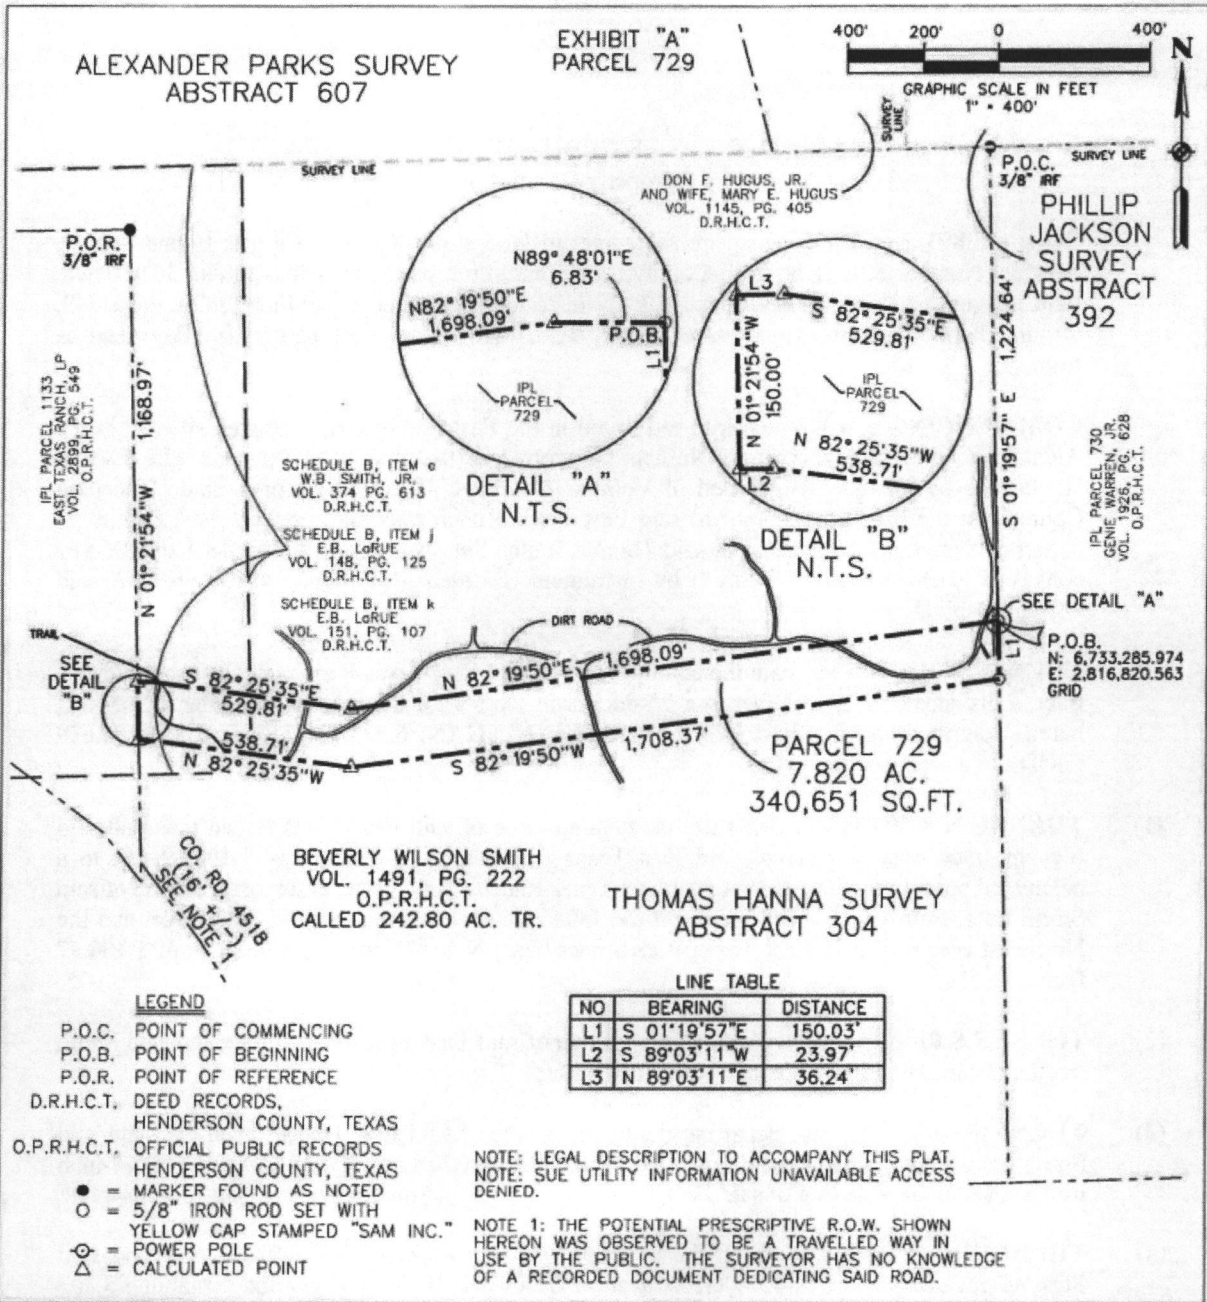 ALEXANDER PARKS SURVEY
ABSTRACT 607
EXHIBIT "A"
PARCEL 729
400' 200' 0 400'
GRAPHIC SCALE IN FEET
1" = 400'
N
SURVEY LINE
SURVEY
LINE
P.O.C.
3/8" IRF
SURVEY LINE
DON F. HUGUS, JR.
AND WIFE, MARY E. HUGUS
VOL. 1145, PG. 405
D.R.H.C.T.
PHILLIP
JACKSON
SURVEY
ABSTRACT
392
P.O.R.
3/8" IRF
N89°48'01"E
6.83'
N82°19'50"E
1,698.09'
P.O.B.
L1
IPL
PARCEL
729
DETAIL "A"
N.T.S.
L3
S 82°25'35"E
529.81'
N 01°21'54"W
150.00'
IPL
PARCEL
729
N 82°25'35"W
538.71'
L2
DETAIL "B"
N.T.S.
S 01°19'57" E 1,224.64'
IPL PARCEL 730
GENIE WARREN, JR.
VOL. 1926, PG. 628
O.P.R.H.C.T.
IPL PARCEL 1133
EAST TEXAS RANCH, LP
VOL. 2899, PG. 549
O.P.R.H.C.T.
N 01°21'54"W 1,168.97'
SCHEDULE B, ITEM e
W.B. SMITH, JR.
VOL. 374 PG. 613
D.R.H.C.T.
SCHEDULE B, ITEM j
E.B. LaRUE
VOL. 148, PG. 125
D.R.H.C.T.
SCHEDULE B, ITEM k
E.B. LaRUE
VOL. 151, PG. 107
D.R.H.C.T.
DIRT ROAD
TRAIL
SEE
DETAIL
"B"
SEE DETAIL "A"
P.O.B.
N: 6,733,285.974
E: 2,816,820.563
GRID
L1
S 82°25'35"E
529.81'
N 82°19'50"E 1,698.09'
538.71'
N 82°25'35"W
S 82°19'50"W 1,708.37'
PARCEL 729
7.820 AC.
340,651 SQ.FT.
CO. RD. 4518
(16' +/-)
SEE NOTE 1
BEVERLY WILSON SMITH
VOL. 1491, PG. 222
O.P.R.H.C.T.
CALLED 242.80 AC. TR.
THOMAS HANNA SURVEY
ABSTRACT 304
LINE TABLE
NO BEARING DISTANCE
L1 S 01°19'57"E 150.03'
L2 S 89°03'11"W 23.97'
L3 N 89°03'11"E 36.24'
LEGEND
P.O.C. POINT OF COMMENCING
P.O.B. POINT OF BEGINNING
P.O.R. POINT OF REFERENCE
D.R.H.C.T. DEED RECORDS,
HENDERSON COUNTY, TEXAS
O.P.R.H.C.T. OFFICIAL PUBLIC RECORDS
HENDERSON COUNTY, TEXAS
● = MARKER FOUND AS NOTED
○ = 5/8" IRON ROD SET WITH
YELLOW CAP STAMPED "SAM INC."
= POWER POLE
△ = CALCULATED POINT
NOTE: LEGAL DESCRIPTION TO ACCOMPANY THIS PLAT.
NOTE: SUE UTILITY INFORMATION UNAVAILABLE ACCESS
DENIED.
NOTE 1: THE POTENTIAL PRESCRIPTIVE R.O.W. SHOWN
HEREON WAS OBSERVED TO BE A TRAVELLED WAY IN
USE BY THE PUBLIC. THE SURVEYOR HAS NO KNOWLEDGE
OF A RECORDED DOCUMENT DEDICATING SAID ROAD.